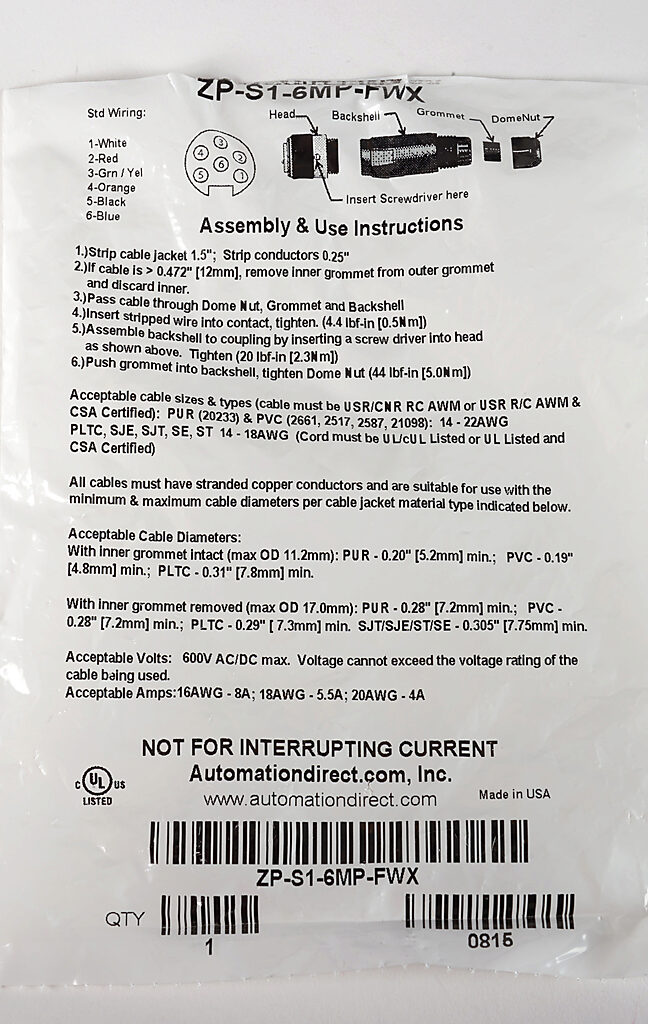 ZP-S1-6MP-FWX
Std Wiring:
Head
Backshell
Grommet
DomeNut
1-White
2-Red
3-Grn / Yel
4-Orange
5-Black
6-Blue
3
4
2
6
5
1
Insert Screwdriver here
Assembly & Use Instructions
1.)Strip cable jacket 1.5"; Strip conductors 0.25"
2.)If cable is > 0.472" [12mm], remove inner grommet from outer grommet
and discard inner.
3.)Pass cable through Dome Nut, Grommet and Backshell
4.)Insert stripped wire into contact, tighten. (4.4 lbf-in [0.5Nm])
5.)Assemble backshell to coupling by inserting a screw driver into head
as shown above. Tighten (20 lbf-in [2.3Nm])
6.)Push grommet into backshell, tighten Dome Nut (44 lbf-in [5.0Nm])
Acceptable cable sizes & types (cable must be USR/CNR RC AWM or USR R/C AWM &
CSA Certified): PUR (20233) & PVC (2661, 2517, 2587, 21098): 14 - 22AWG
PLTC, SJE, SJT, SE, ST 14 - 18AWG (Cord must be UL/cUL Listed or UL Listed and
CSA Certified)
All cables must have stranded copper conductors and are suitable for use with the
minimum & maximum cable diameters per cable jacket material type indicated below.
Acceptable Cable Diameters:
With inner grommet intact (max OD 11.2mm): PUR - 0.20" [5.2mm] min.; PVC - 0.19"
[4.8mm] min.; PLTC - 0.31" [7.8mm] min.
With inner grommet removed (max OD 17.0mm): PUR - 0.28" [7.2mm] min.; PVC -
0.28" [7.2mm] min.; PLTC - 0.29" [ 7.3mm] min. SJT/SJE/ST/SE - 0.305" [7.75mm] min.
Acceptable Volts: 600V AC/DC max. Voltage cannot exceed the voltage rating of the
cable being used.
Acceptable Amps:16AWG - 8A; 18AWG - 5.5A; 20AWG - 4A
NOT FOR INTERRUPTING CURRENT
Automationdirect.com, Inc.
www.automationdirect.com
Made in USA
C UL US
LISTED
ZP-S1-6MP-FWX
QTY
1
0815